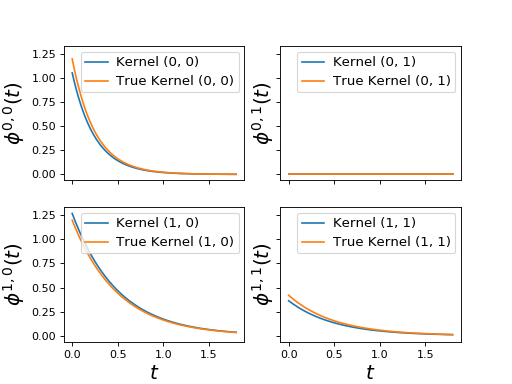 Kernel (0, 0)
True Kernel (0, 0)
1.25
1.00
0.75
0.50
0.25
0.00
ϕ^{0,0}(t)
Kernel (0, 1)
True Kernel (0, 1)
ϕ^{0,1}(t)
Kernel (1, 0)
True Kernel (1, 0)
1.25
1.00
0.75
0.50
0.25
0.00
ϕ^{1,0}(t)
0.0 0.5 1.0 1.5
t
Kernel (1, 1)
True Kernel (1, 1)
ϕ^{1,1}(t)
0.0 0.5 1.0 1.5
t